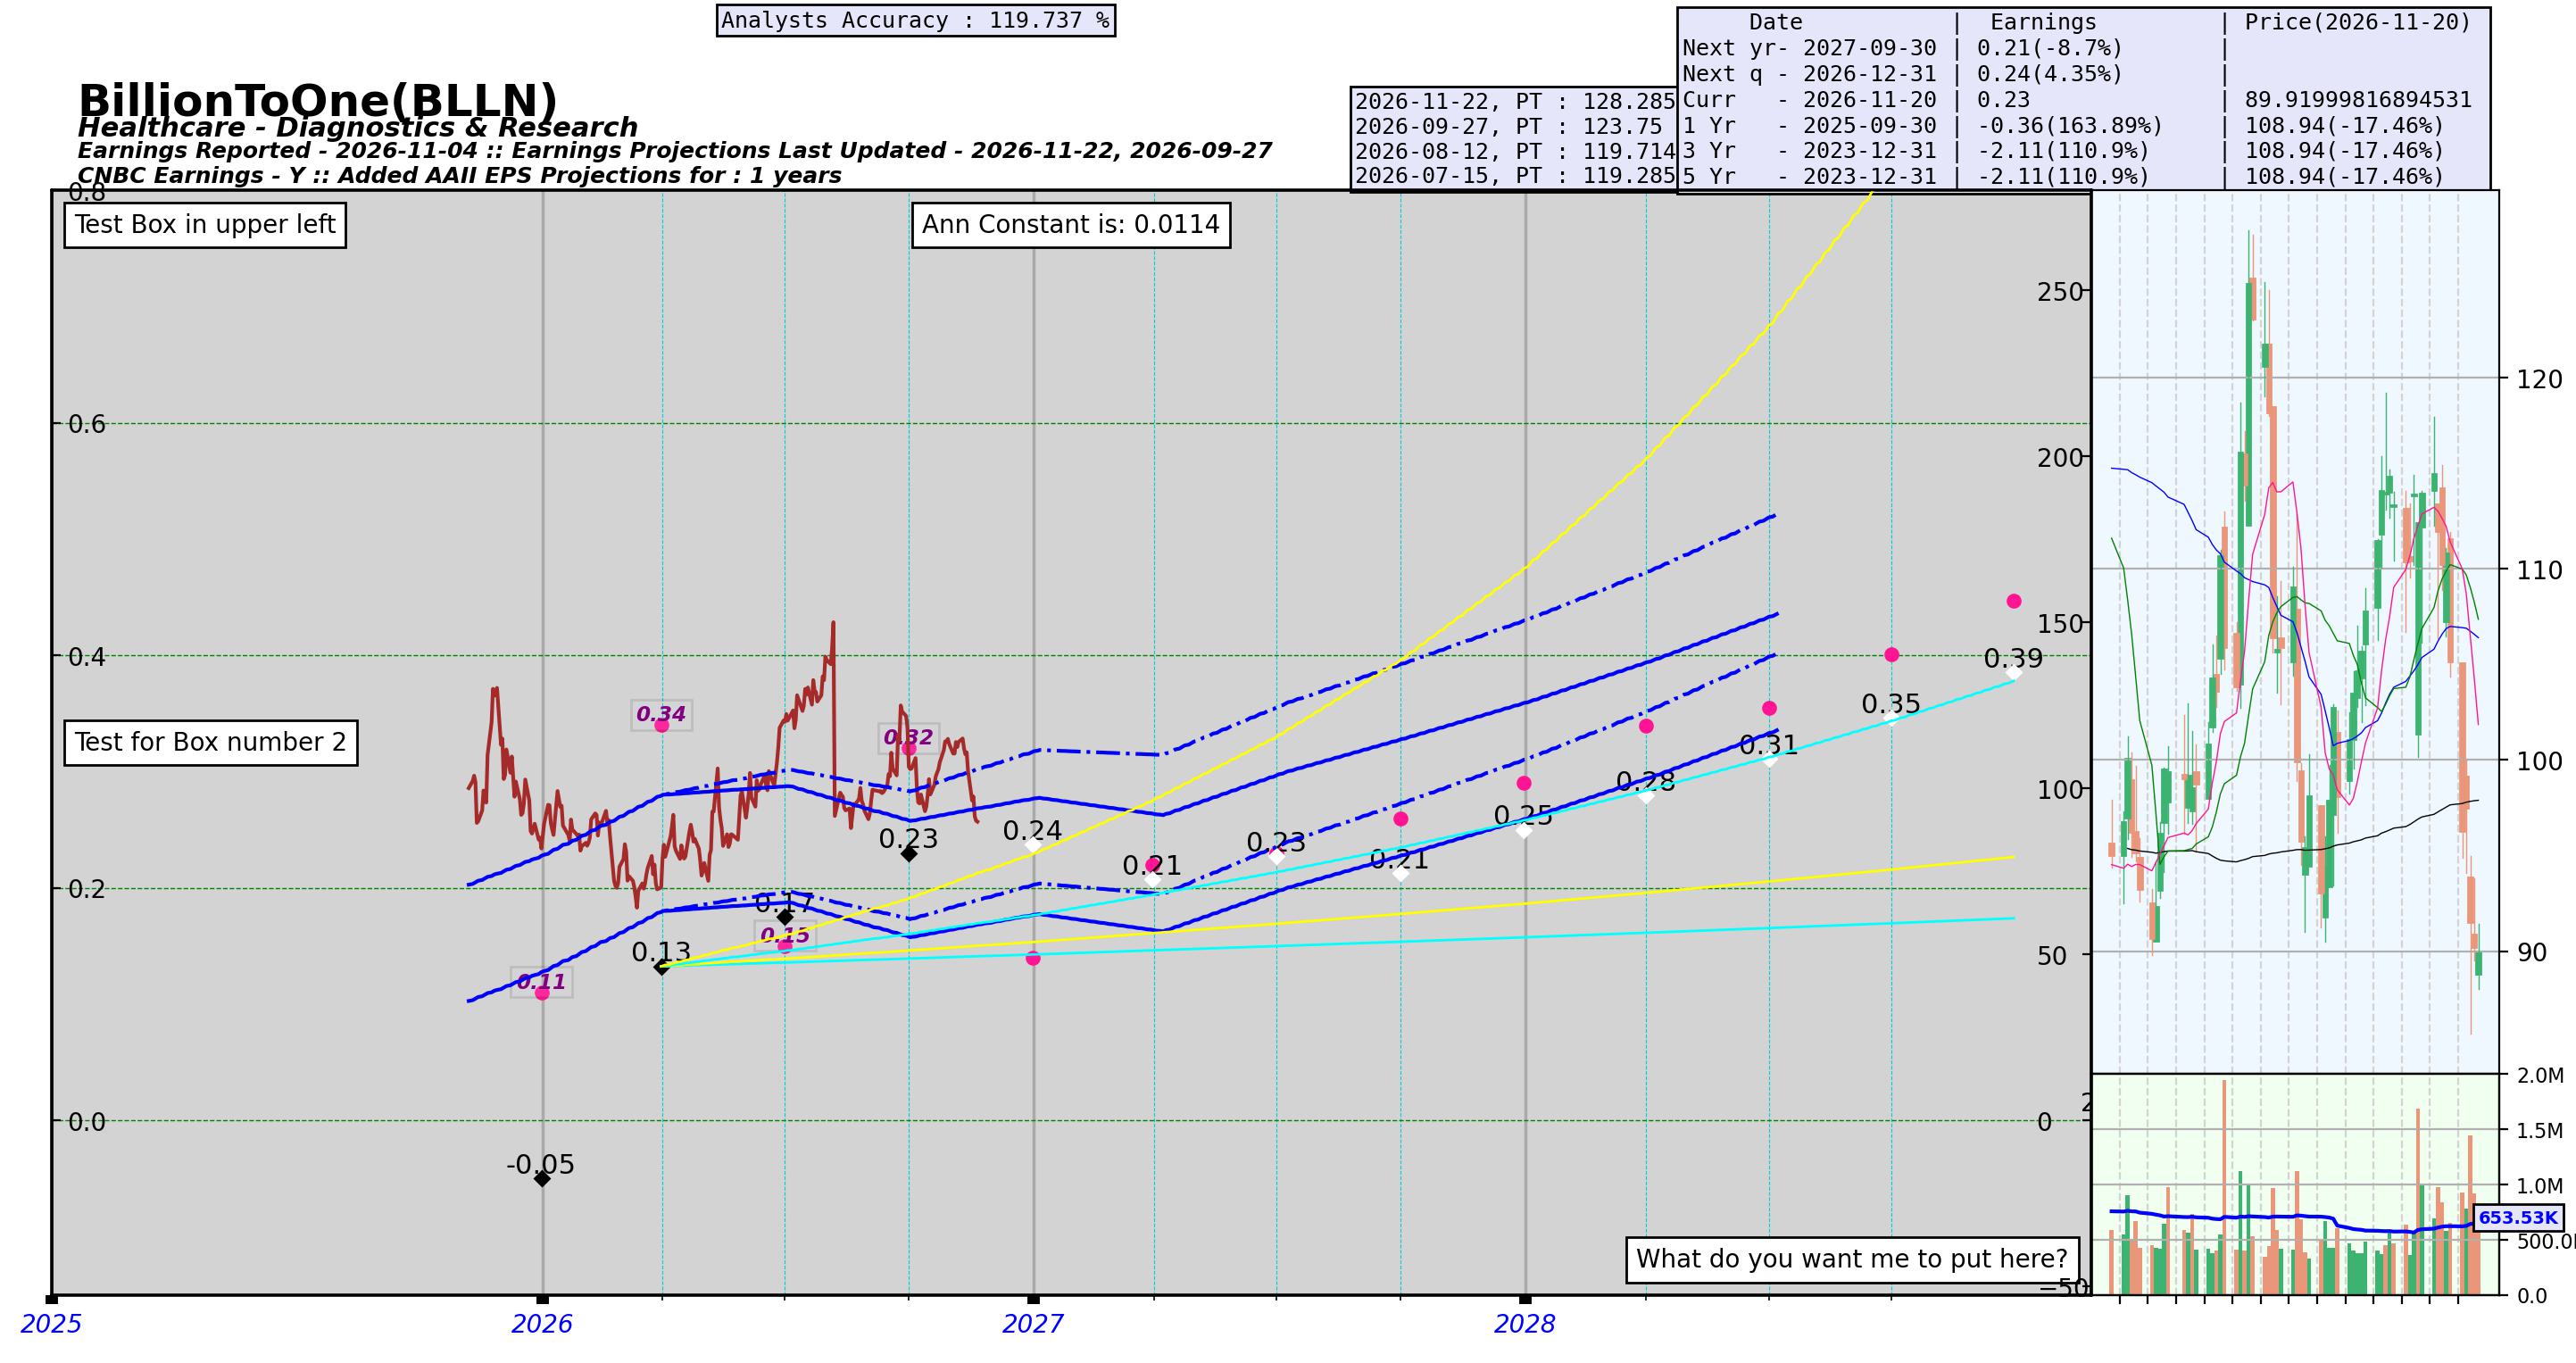 Analysts Accuracy : 119.737 %
Date | Earnings | Price(2026-11-20)
Next yr- 2027-09-30 | 0.21(-8.7%) |
Next q - 2026-12-31 | 0.24(4.35%) |
Curr - 2026-11-20 | 0.23 | 89.91999816894531
1 Yr - 2025-09-30 | -0.36(163.89%) | 108.94(-17.46%)
3 Yr - 2023-12-31 | -2.11(110.9%) | 108.94(-17.46%)
5 Yr - 2023-12-31 | -2.11(110.9%) | 108.94(-17.46%)
BillionToOne(BLLN)
Healthcare - Diagnostics & Research
Earnings Reported - 2026-11-04 :: Earnings Projections Last Updated - 2026-11-22, 2026-09-27
CNBC Earnings - Y :: Added AAII EPS Projections for : 1 years
2026-11-22, PT : 128.285
2026-09-27, PT : 123.75
2026-08-12, PT : 119.714
2026-07-15, PT : 119.285
Test Box in upper left
Ann Constant is: 0.0114
Test for Box number 2
What do you want me to put here?
0.8
0.6
0.4
0.2
0.0
-0.05
0.11
0.34
0.13
0.17
0.15
0.32
0.23
0.24
0.21
0.23
0.21
0.25
0.28
0.31
0.35
0.39
250
200
150
100
50
0
−50
2
120
110
100
90
2.0M
1.5M
1.0M
653.53K
500.0
0.0
2025
2026
2027
2028